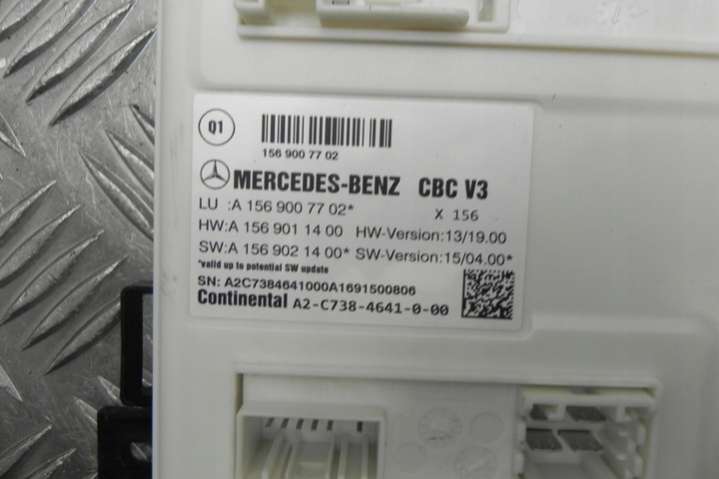 Q1
156 900 77 02
MERCEDES-BENZ CBC V3
LU :A 156 900 77 02* X 156
HW:A 156 901 14 00 HW-Version:13/19.00
SW:A 156 902 14 00* SW-Version:15/04.00*
*valid up to potential SW update
SN: A2C7384641000A1691500806
Continental A2-C738-4641-0-00